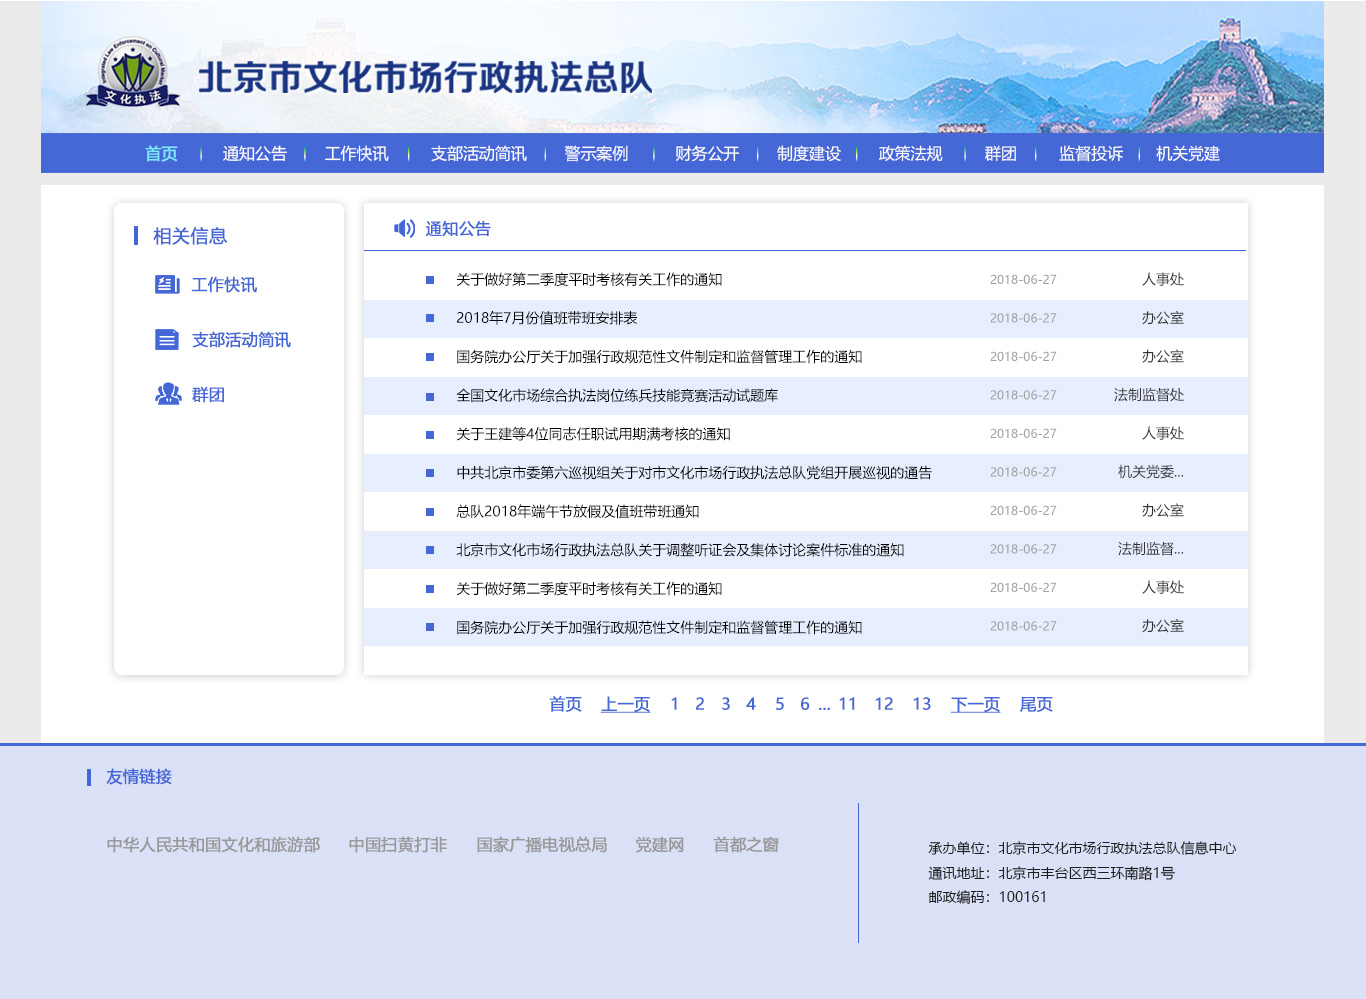 Law Enforcement on Cultural
文化执法
北京市文化市场行政执法总队
首页 通知公告 工作快讯 支部活动简讯 警示案例 财务公开 制度建设 政策法规 群团 监督投诉 机关党建
相关信息
工作快讯
支部活动简讯
群团
通知公告
关于做好第二季度平时考核有关工作的通知 2018-06-27 人事处
2018年7月份值班带班安排表 2018-06-27 办公室
国务院办公厅关于加强行政规范性文件制定和监督管理工作的通知 2018-06-27 办公室
全国文化市场综合执法岗位练兵技能竞赛活动试题库 2018-06-27 法制监督处
关于王建等4位同志任职试用期满考核的通知 2018-06-27 人事处
中共北京市委第六巡视组关于对市文化市场行政执法总队党组开展巡视的通告 2018-06-27 机关党委...
总队2018年端午节放假及值班带班通知 2018-06-27 办公室
北京市文化市场行政执法总队关于调整听证会及集体讨论案件标准的通知 2018-06-27 法制监督...
关于做好第二季度平时考核有关工作的通知 2018-06-27 人事处
国务院办公厅关于加强行政规范性文件制定和监督管理工作的通知 2018-06-27 办公室
首页 上一页 1 2 3 4 5 6 ... 11 12 13 下一页 尾页
友情链接
中华人民共和国文化和旅游部 中国扫黄打非 国家广播电视总局 党建网 首都之窗
承办单位：北京市文化市场行政执法总队信息中心
通讯地址：北京市丰台区西三环南路1号
邮政编码：100161